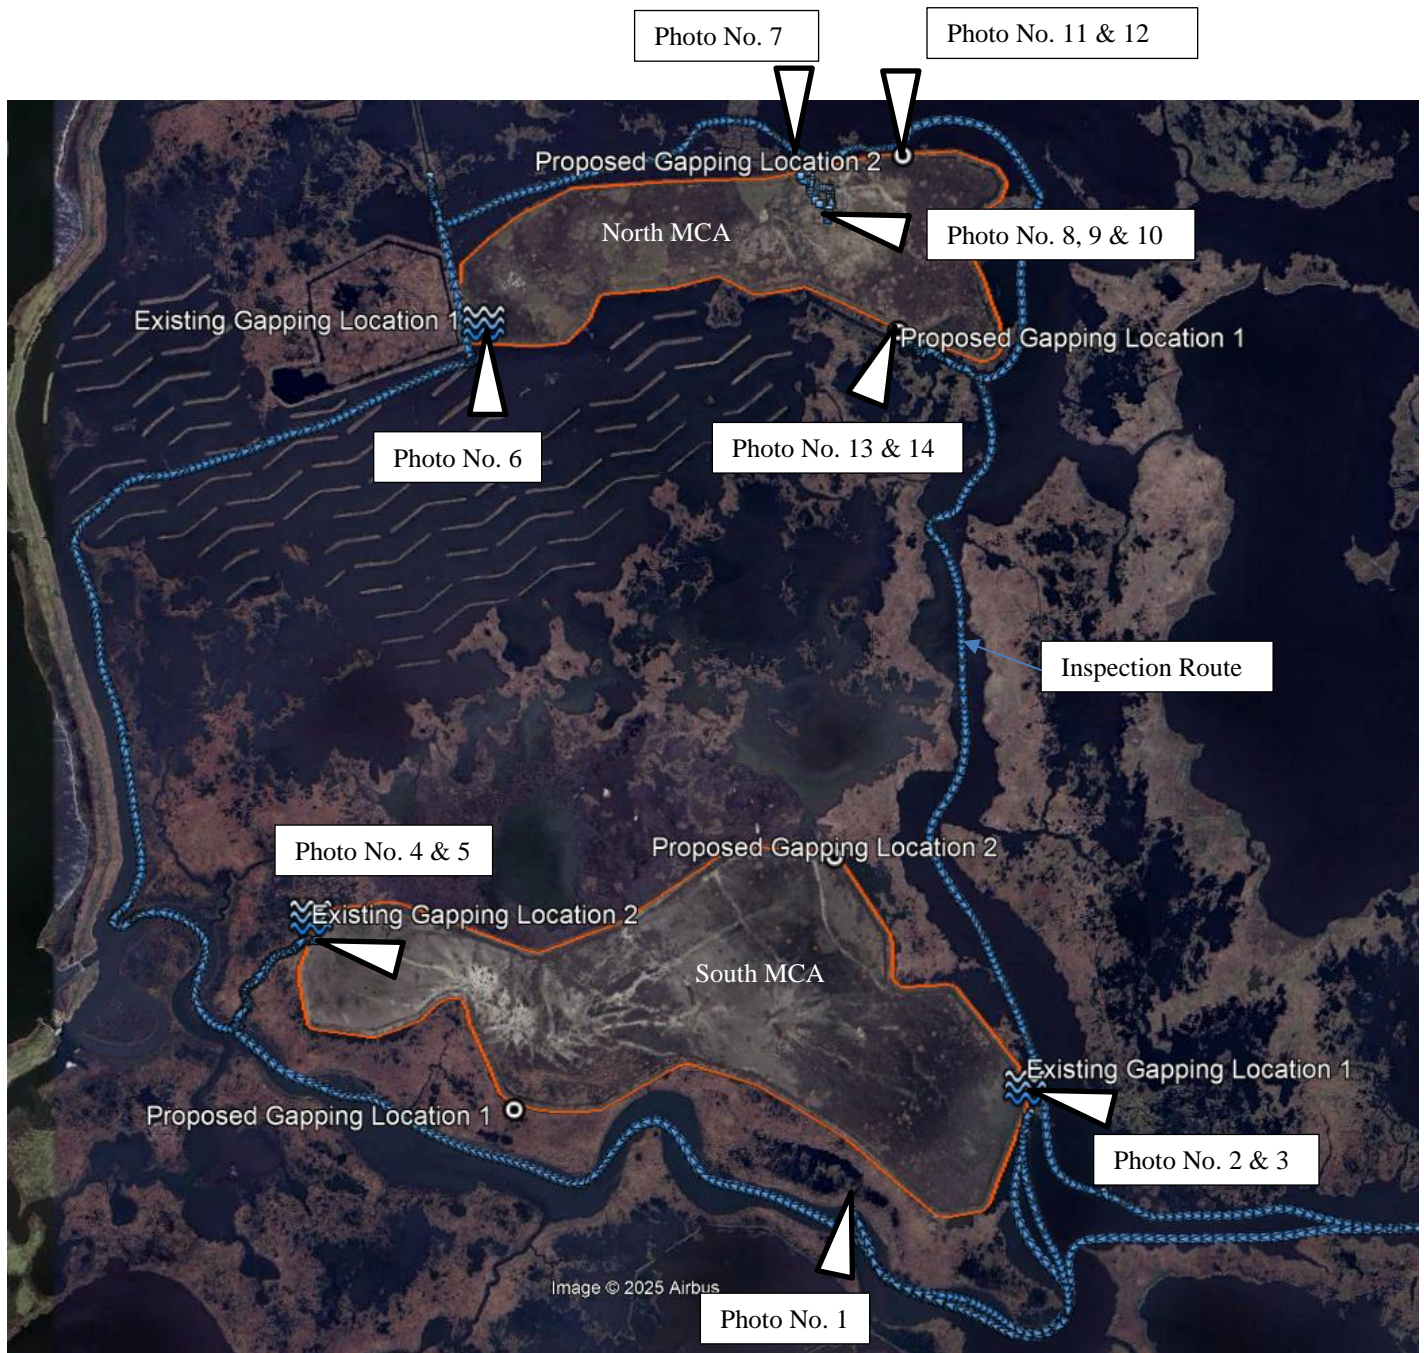 Photo No. 7
Photo No. 11 & 12
Proposed Gapping Location 2
North MCA
Photo No. 8, 9 & 10
Existing Gapping Location 1
Proposed Gapping Location 1
Photo No. 6
Photo No. 13 & 14
Inspection Route
Photo No. 4 & 5
Proposed Gapping Location 2
Existing Gapping Location 2
South MCA
Existing Gapping Location 1
Proposed Gapping Location 1
Photo No. 2 & 3
Image © 2025 Airbus
Photo No. 1